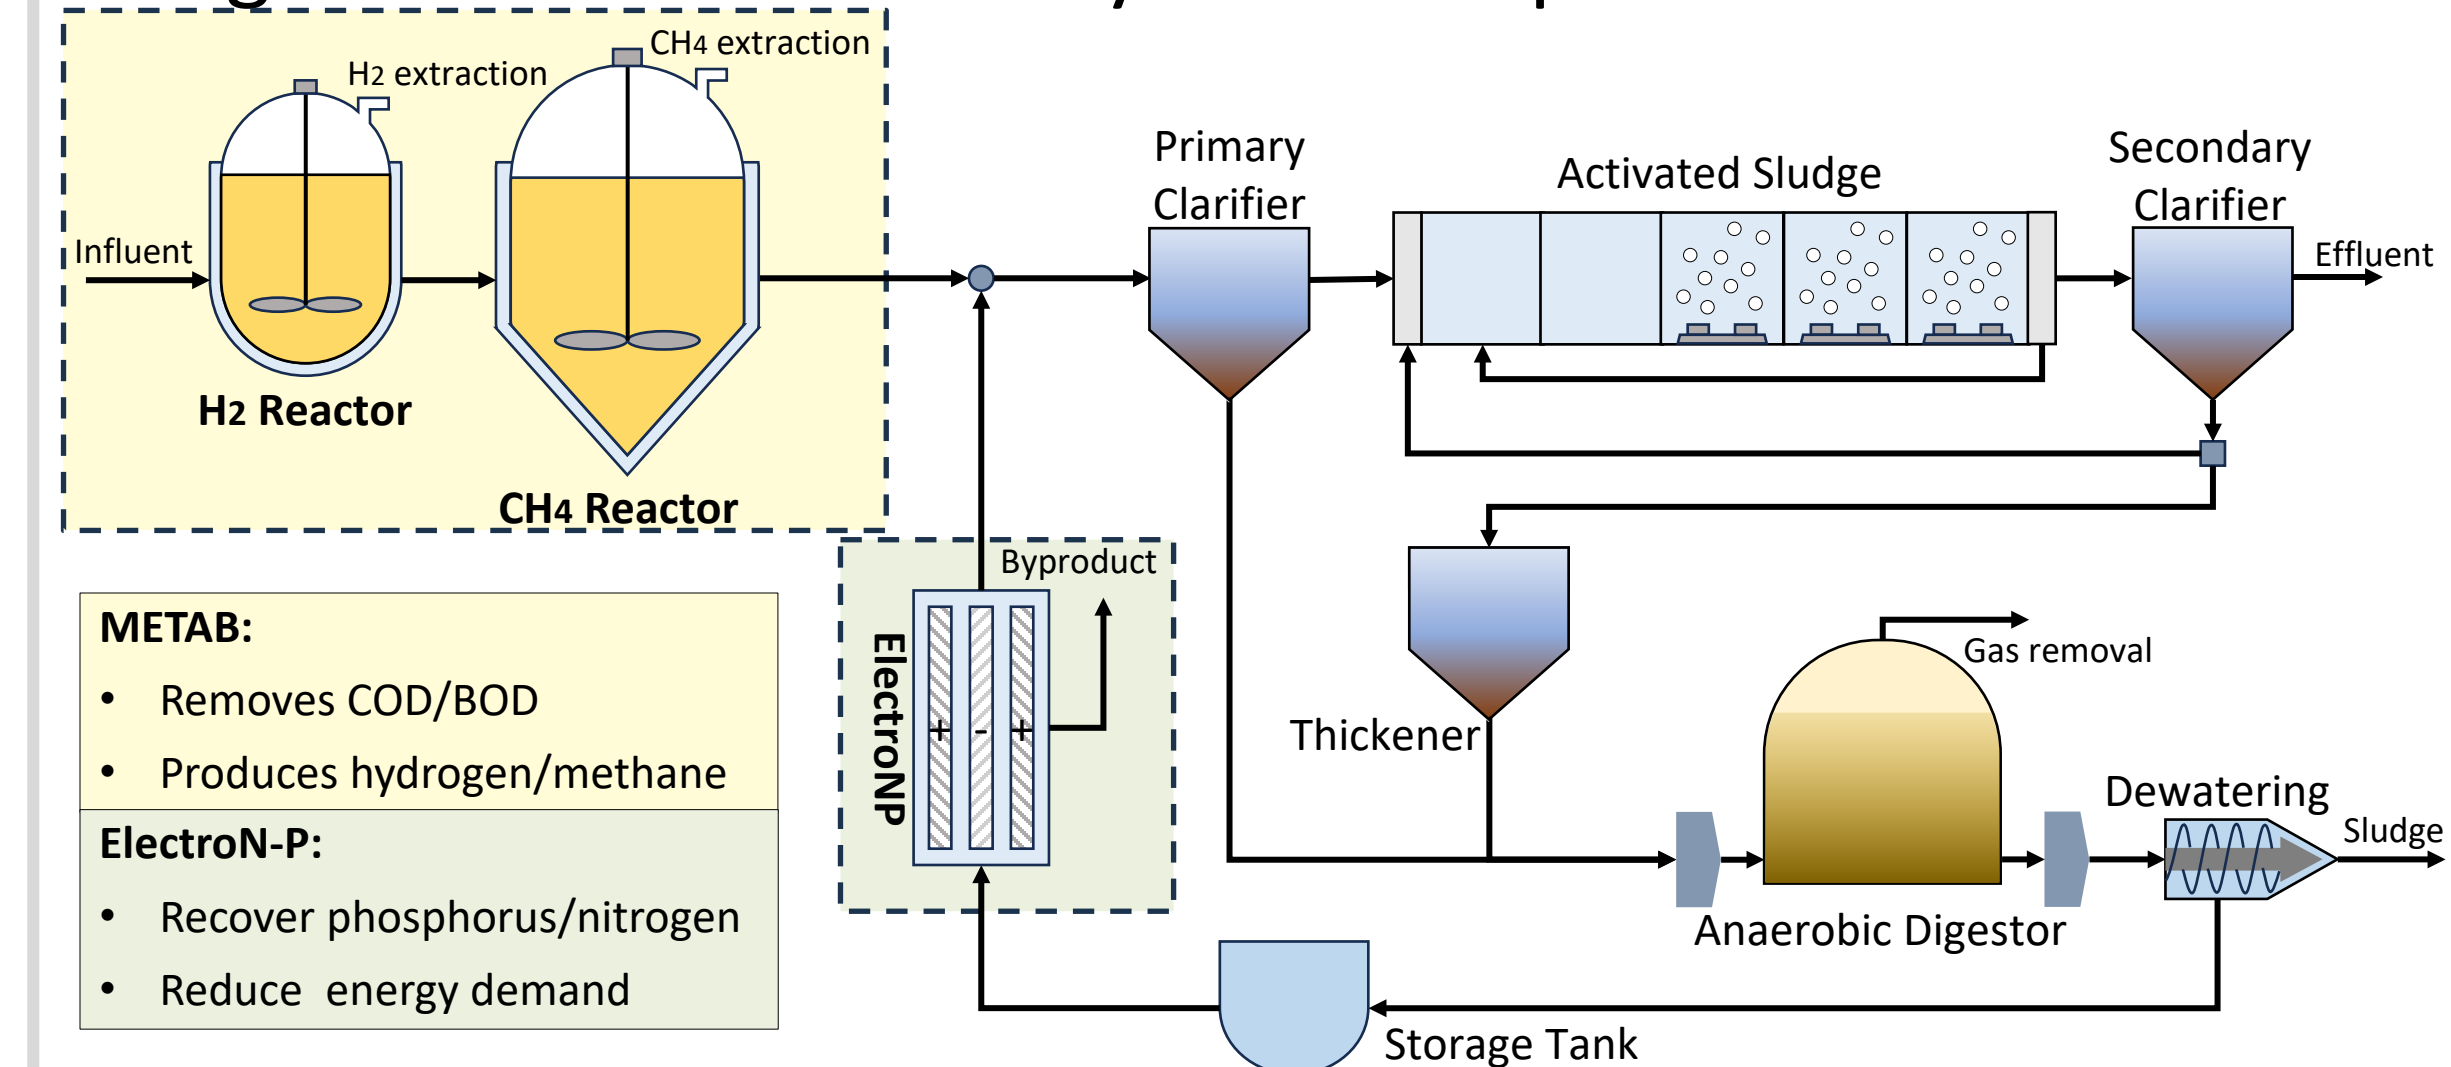 CH4 extraction
H2 extraction
Influent
H2 Reactor
CH4 Reactor
Primary
Clarifier
Activated Sludge
Secondary
Clarifier
Effluent
Byproduct
ElectroNP
+ - +
Thickener
Gas removal
Anaerobic Digestor
Dewatering
Sludge
Storage Tank
METAB:
• Removes COD/BOD
• Produces hydrogen/methane
ElectroN-P:
• Recover phosphorus/nitrogen
• Reduce energy demand